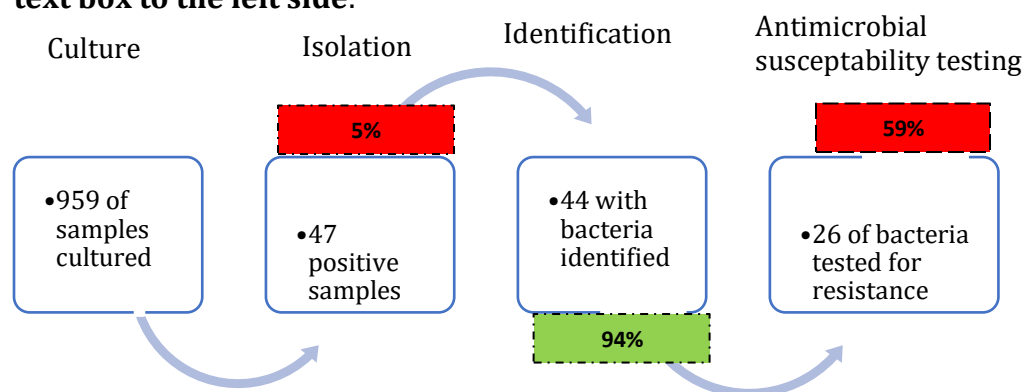 text box to the left side.
Culture
Isolation
Identification
Antimicrobial
susceptability testing
5%
59%
•959 of
samples
cultured
•47
positive
samples
•44 with
bacteria
identified
•26 of bacteria
tested for
resistance
94%